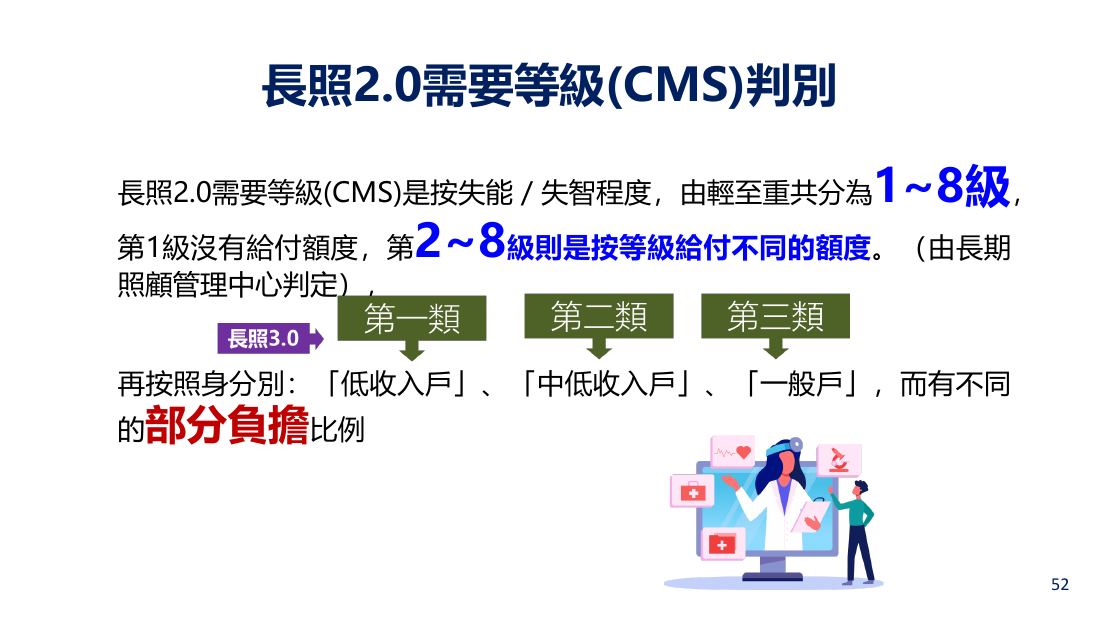 長照2.0需要等級(CMS)判別
長照2.0需要等級(CMS)是按失能 / 失智程度，由輕至重共分為1~8級，
第1級沒有給付額度，第2~8級則是按等級給付不同的額度。（由長期
照顧管理中心判定），
第一類 第二類 第三類
長照3.0
再按照身分別：「低收入戶」、「中低收入戶」、「一般戶」，而有不同
的部分負擔比例
52